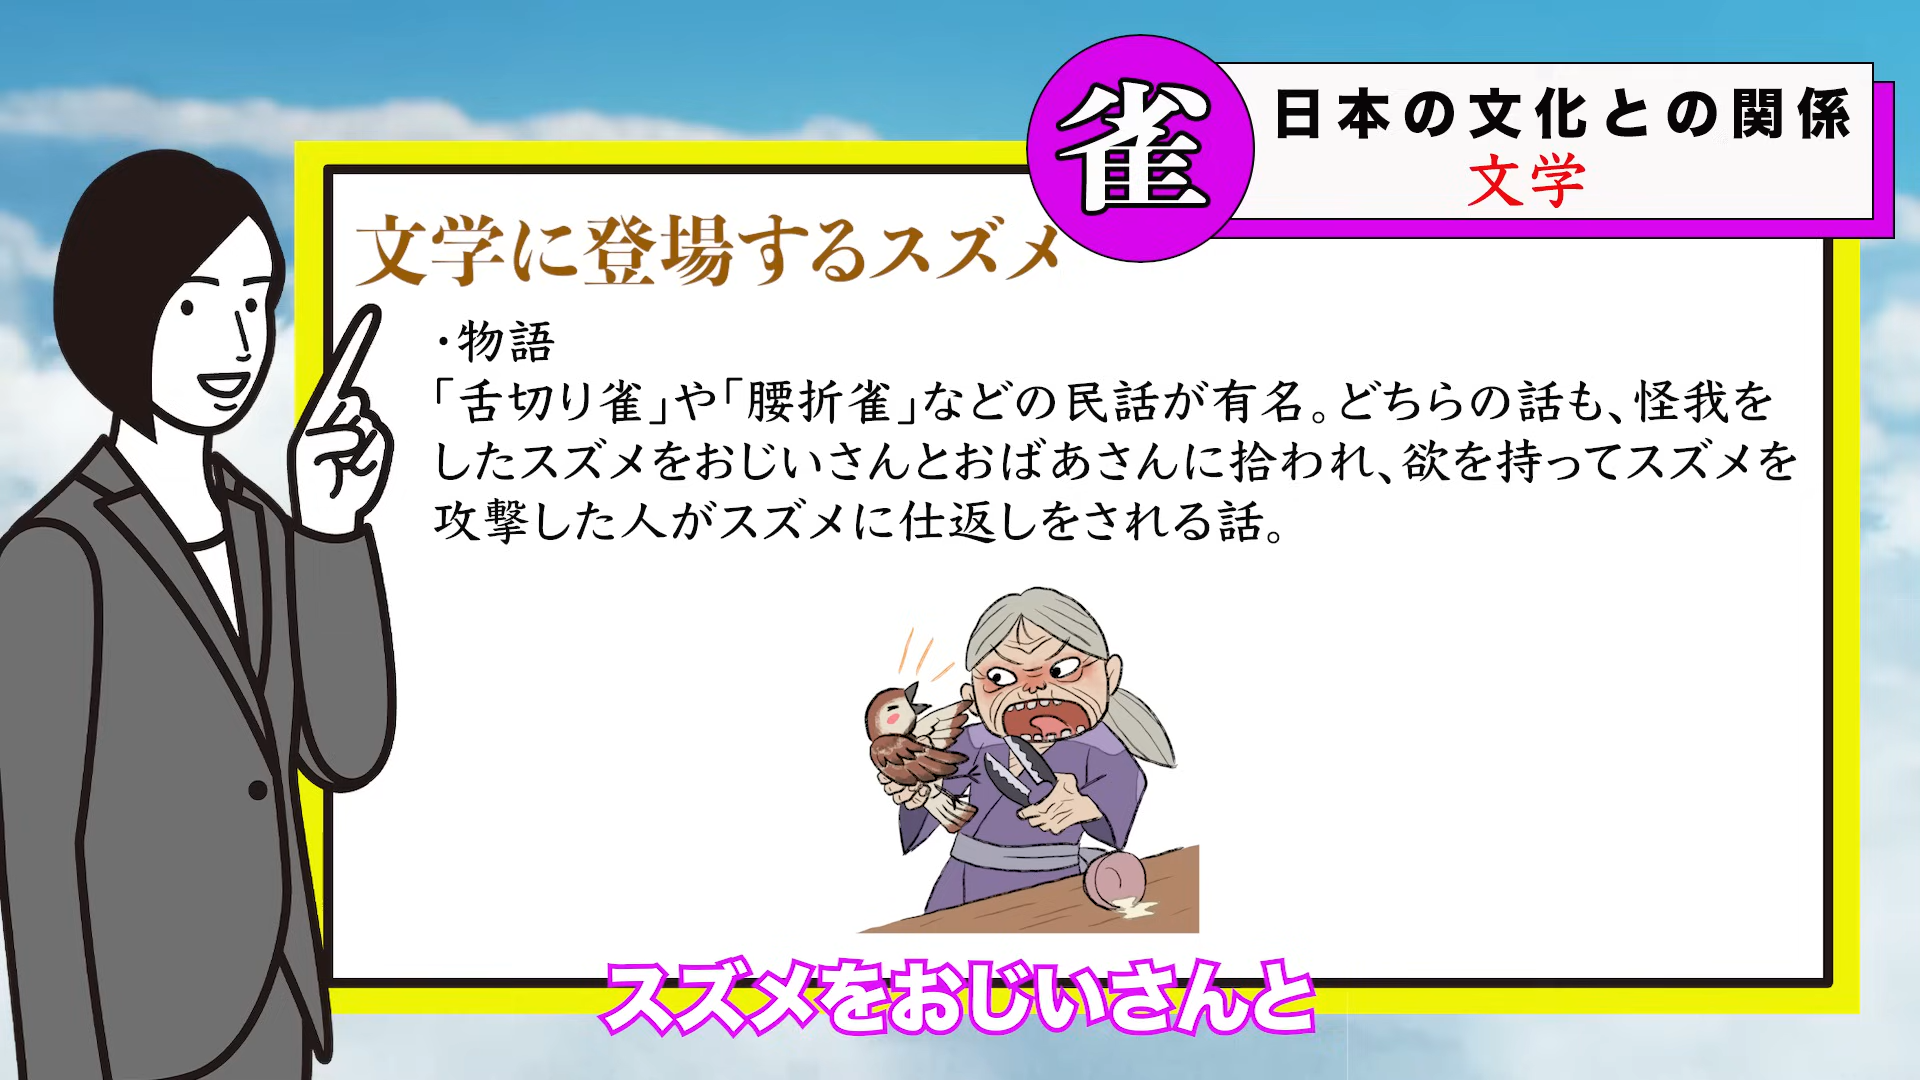 雀
日本の文化との関係
文学
文学に登場するスズメ
・物語
「舌切り雀」や「腰折雀」などの民話が有名。どちらの話も、怪我を
したスズメをおじいさんとおばあさんに拾われ、欲を持ってスズメを
攻撃した人がスズメに仕返しをされる話。
スズメをおじいさんと